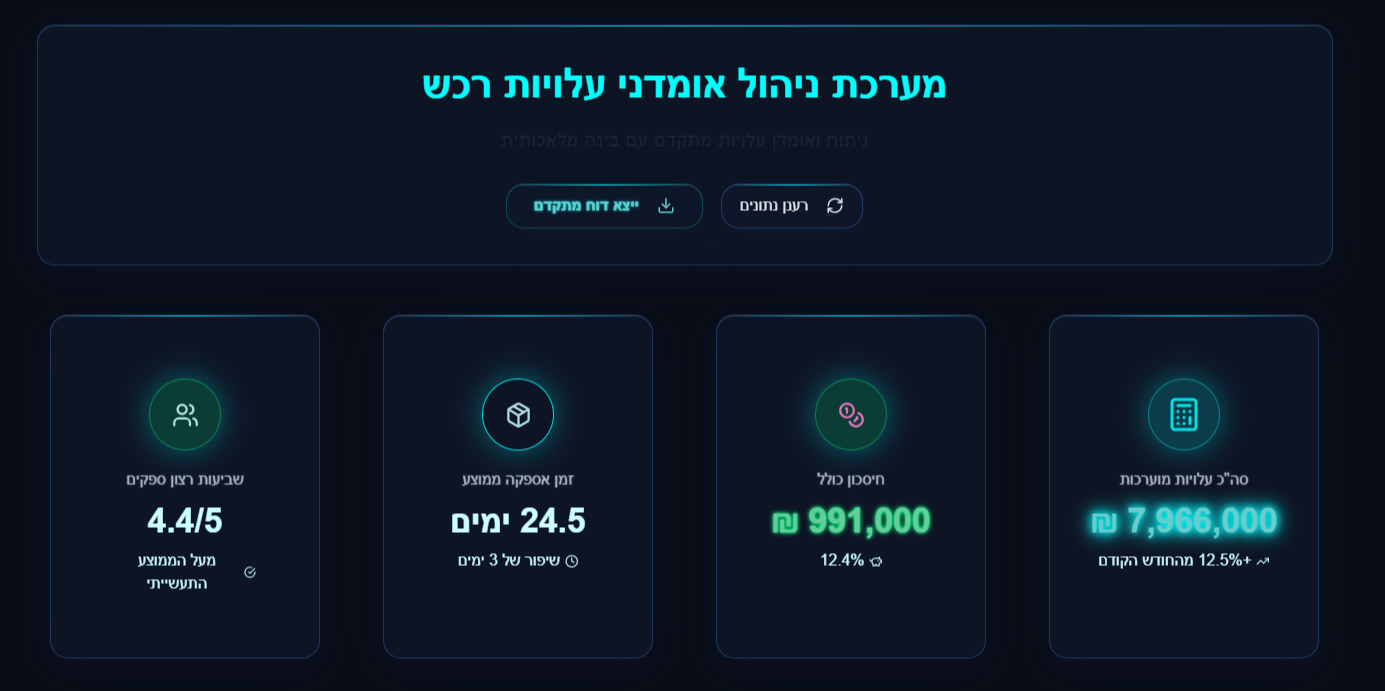 מערכת ניהול אומדני עלויות רכש
ניתוח ואומדן עלויות מתקדם עם בינה מלאכותית
רענן נתונים
ייצא דוח מתקדם
סה"כ עלויות מוערכות
7,966,000 ₪
+12.5% מהחודש הקודם
חיסכון כולל
991,000 ₪
12.4%
זמן אספקה ממוצע
24.5 ימים
שיפור של 3 ימים
שביעות רצון ספקים
4.4/5
מעל הממוצע
התעשייתי